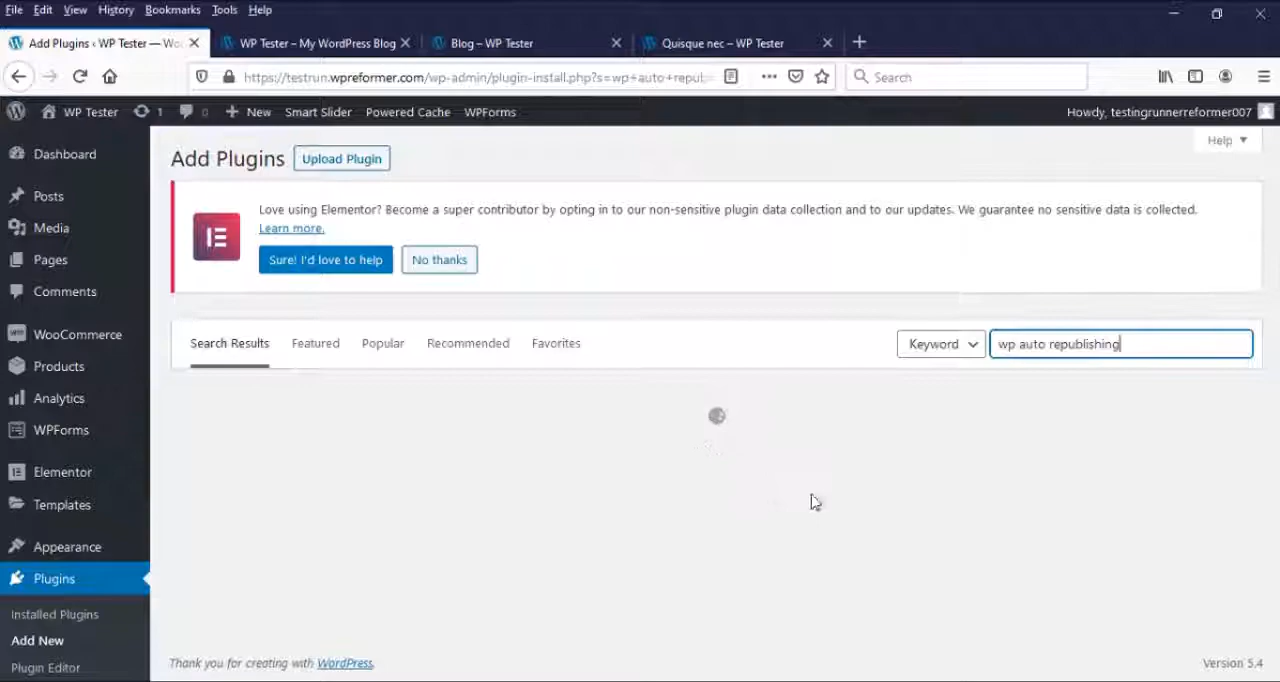 File Edit View History Bookmarks Tools Help
Add Plugins ‹ WP Tester — Wo
WP Tester – My WordPress Blog
Blog – WP Tester
Quisque nec – WP Tester
https://testrun.wpreformer.com/wp-admin/plugin-install.php?s=wp+auto+repul
Search
WP Tester 1 0 New Smart Slider Powered Cache WPForms Howdy, testingrunnerreformer007
Help
Dashboard
Posts
Media
Pages
Comments
WooCommerce
Products
Analytics
WPForms
Elementor
Templates
Appearance
Plugins
Installed Plugins
Add New
Plugin Editor
Add Plugins Upload Plugin
Love using Elementor? Become a super contributor by opting in to our non-sensitive plugin data collection and to our updates. We guarantee no sensitive data is collected.
Learn more.
Sure! I'd love to help No thanks
Search Results Featured Popular Recommended Favorites Keyword wp auto republishing
Thank you for creating with WordPress. Version 5.4